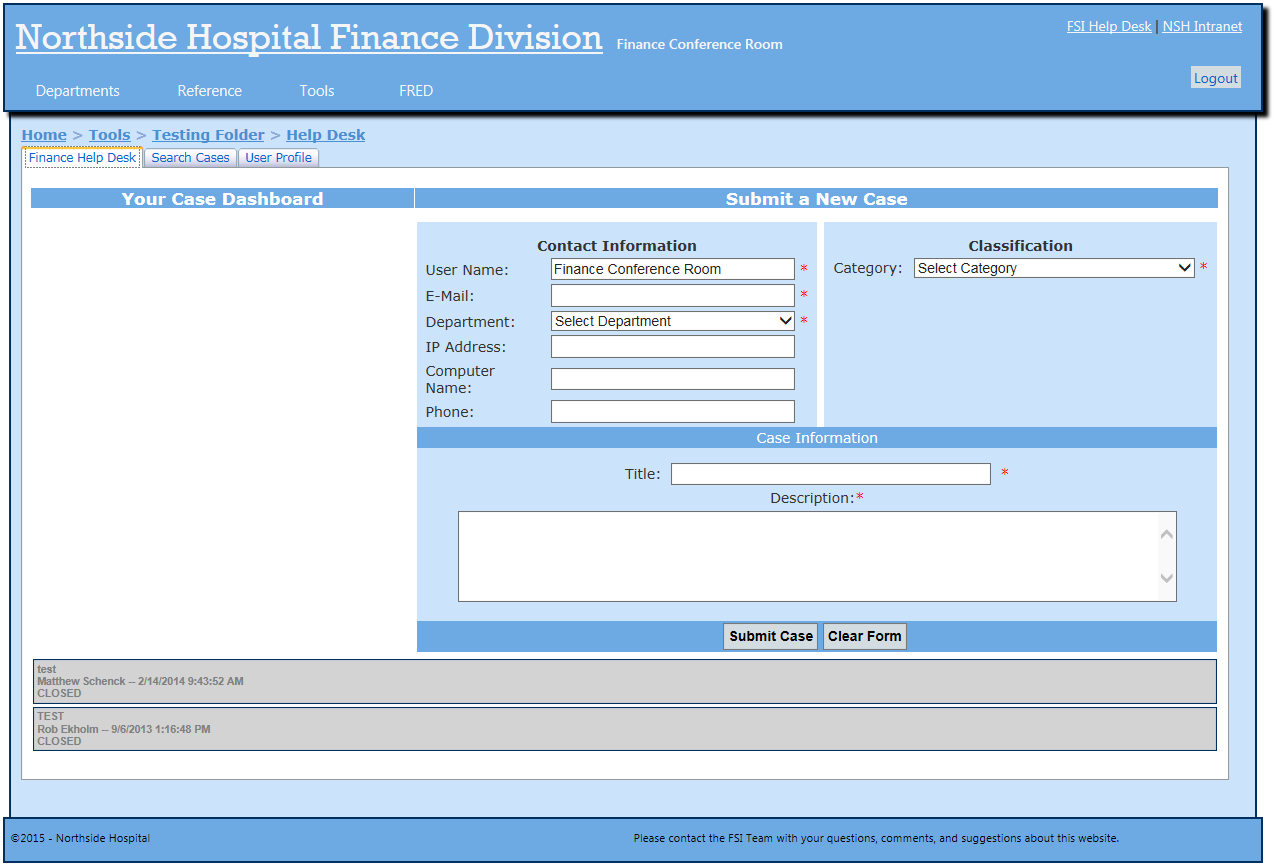 Northside Hospital Finance Division Finance Conference Room
FSI Help Desk | NSH Intranet
Logout
Departments Reference Tools FRED
Home > Tools > Testing Folder > Help Desk
Finance Help Desk Search Cases User Profile
Your Case Dashboard Submit a New Case
Contact Information
User Name: Finance Conference Room *
E-Mail: *
Department: Select Department *
IP Address:
Computer
Name:
Phone:
Classification
Category: Select Category *
Case Information
Title: *
Description:*
Submit Case Clear Form
test
Matthew Schenck -- 2/14/2014 9:43:52 AM
CLOSED
TEST
Rob Ekholm -- 9/6/2013 1:16:48 PM
CLOSED
©2015 - Northside Hospital Please contact the FSI Team with your questions, comments, and suggestions about this website.